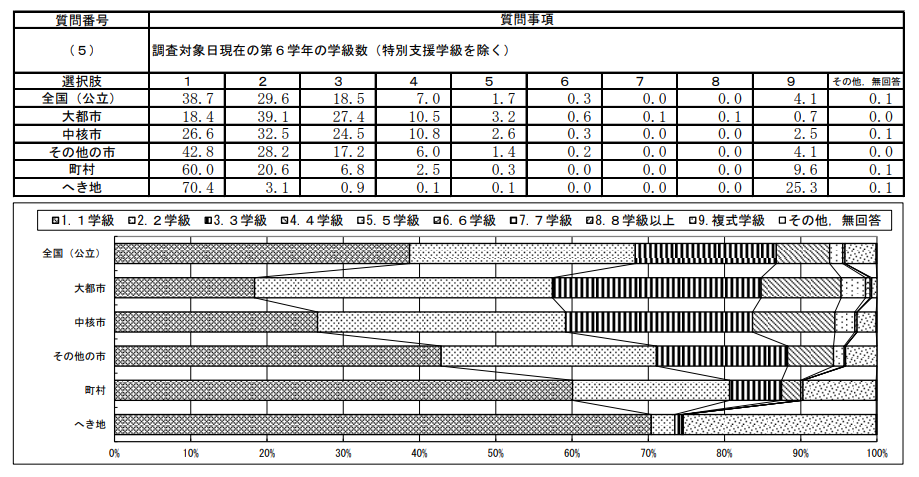 質問番号 質問事項
（５） 調査対象日現在の第６学年の学級数（特別支援学級を除く）
選択肢 １ ２ ３ ４ ５ ６ ７ ８ ９ その他，無回答
全国（公立） 38.7 29.6 18.5 7.0 1.7 0.3 0.0 0.0 4.1 0.1
大都市 18.4 39.1 27.4 10.5 3.2 0.6 0.1 0.1 0.7 0.0
中核市 26.6 32.5 24.5 10.8 2.6 0.3 0.0 0.0 2.5 0.1
その他の市 42.8 28.2 17.2 6.0 1.4 0.2 0.0 0.0 4.1 0.0
町村 60.0 20.6 6.8 2.5 0.3 0.0 0.0 0.0 9.6 0.1
へき地 70.4 3.1 0.9 0.1 0.1 0.0 0.0 0.0 25.3 0.1
1. １学級 2. ２学級 3. ３学級 4. ４学級 5. ５学級 6. ６学級 7. ７学級 8. ８学級以上 9. 複式学級 その他，無回答
全国（公立）
大都市
中核市
その他の市
町村
へき地
0% 10% 20% 30% 40% 50% 60% 70% 80% 90% 100%